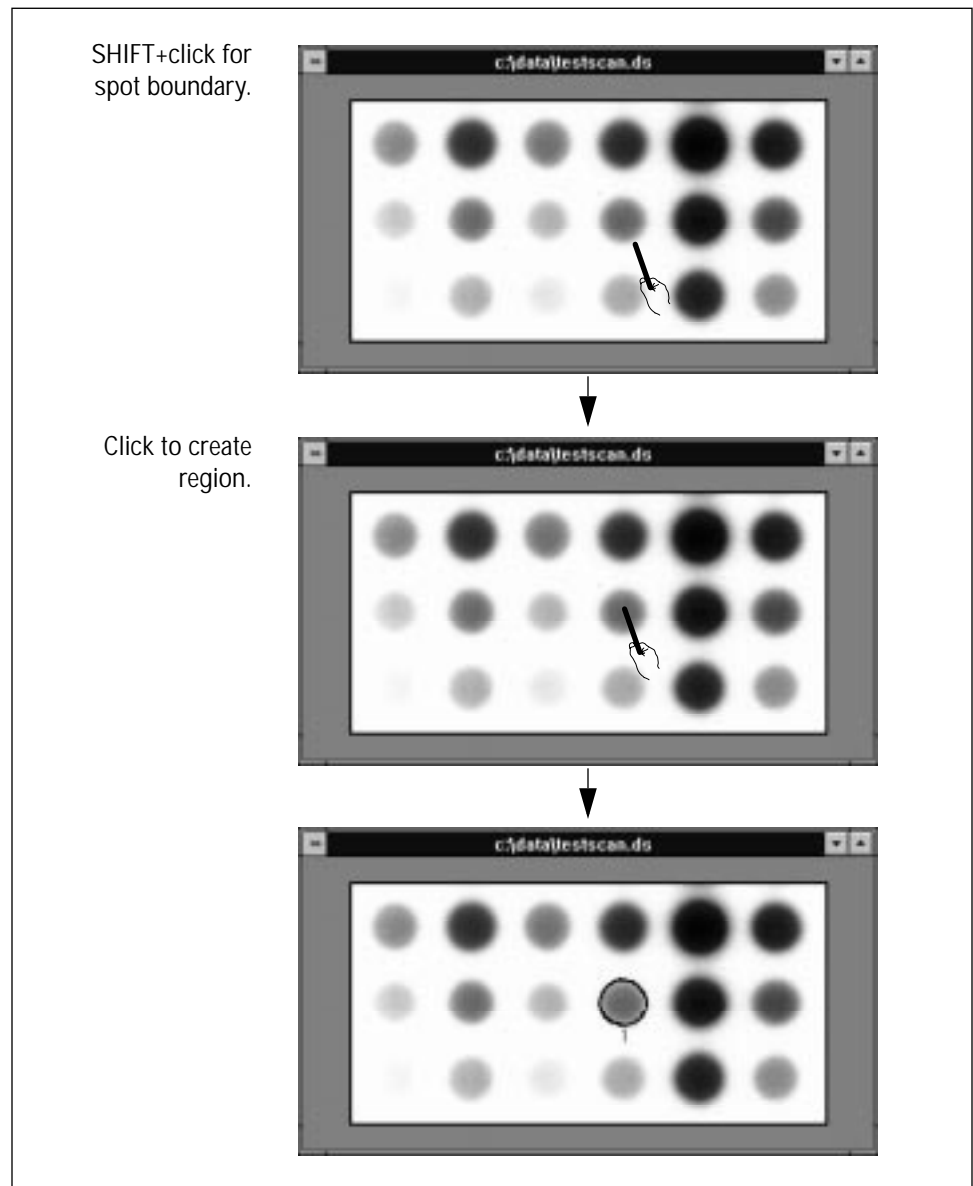 SHIFT+click for
spot boundary.
c:\data\testscan.ds
Click to create
region.
c:\data\testscan.ds
c:\data\testscan.ds
1